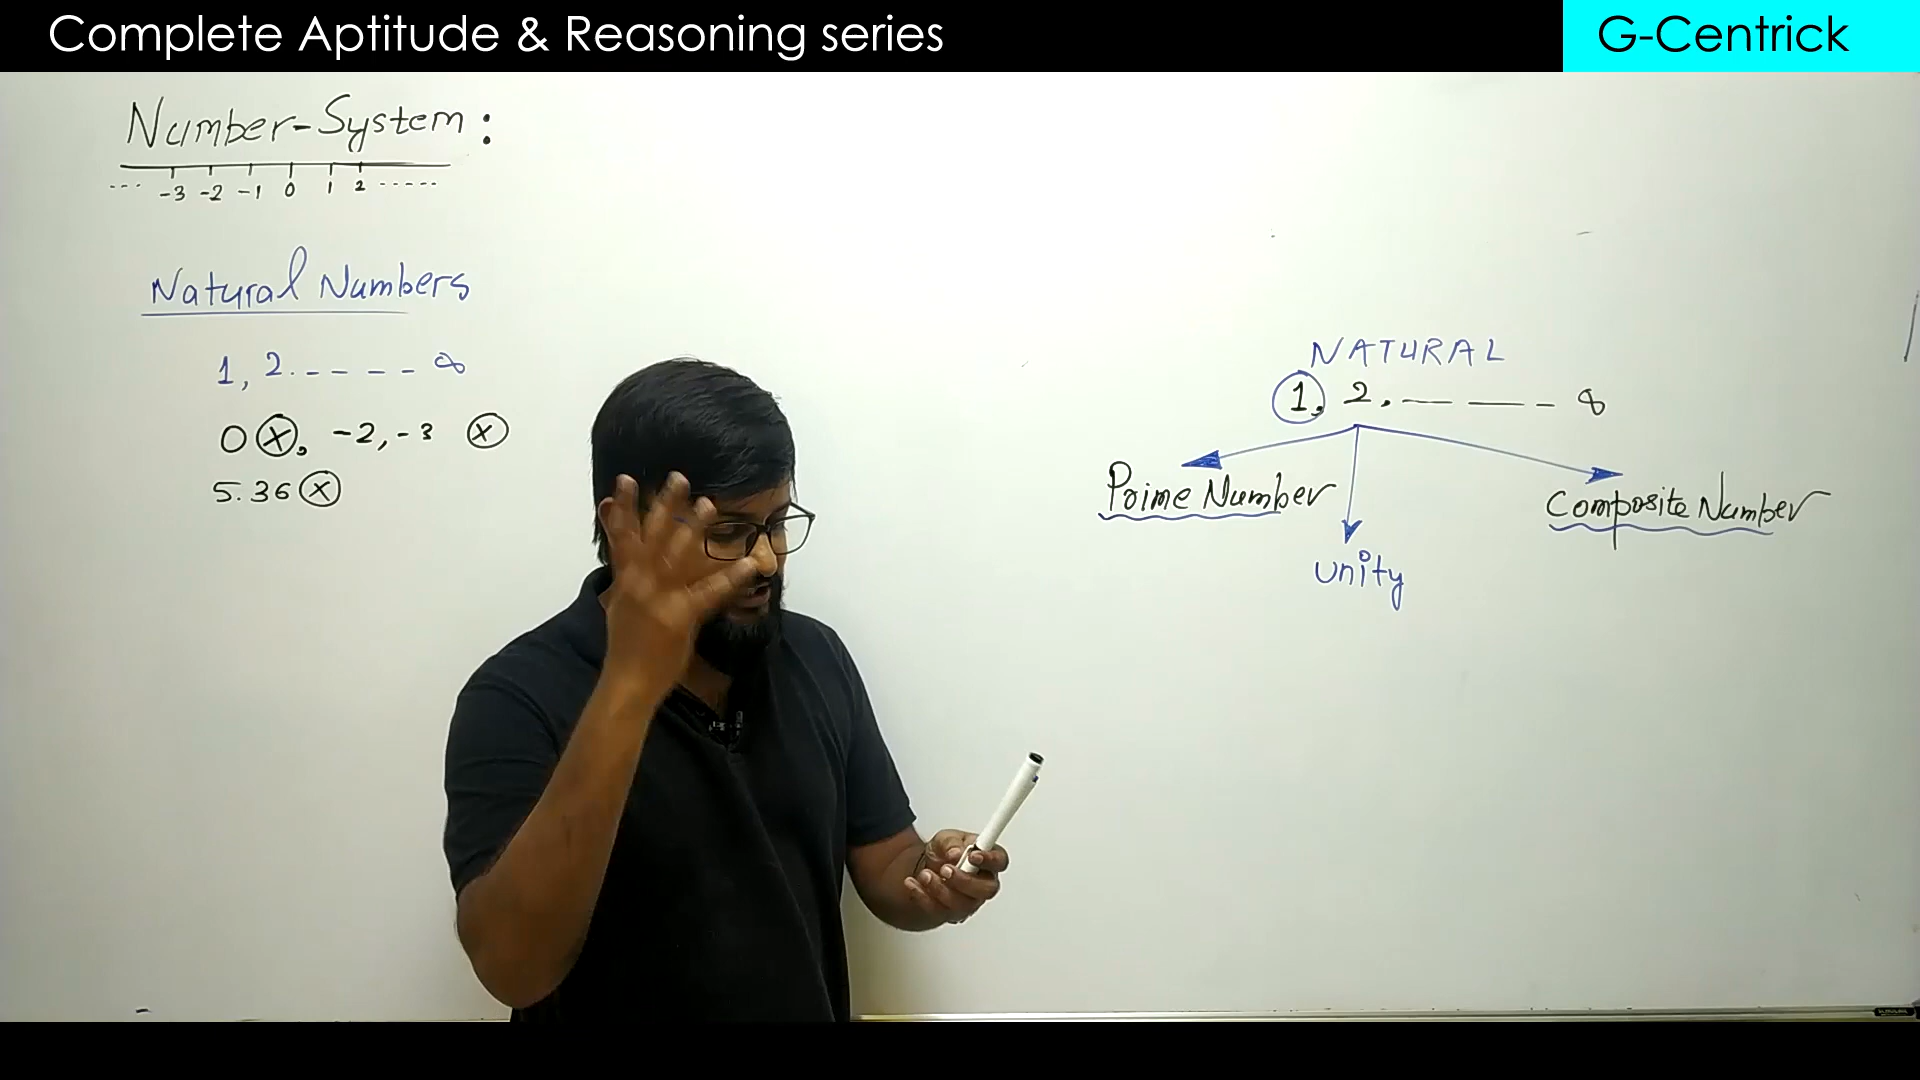 Complete Aptitude & Reasoning series
G-Centrick
Number-System:
--- -3 -2 -1 0 1 2 -----
Natural Numbers
1, 2.---- ∞
0 ⓧ, -2, -3 ⓧ
5.36 ⓧ
NATURAL
1, 2, --- ∞
Prime Number
Composite Number
unity